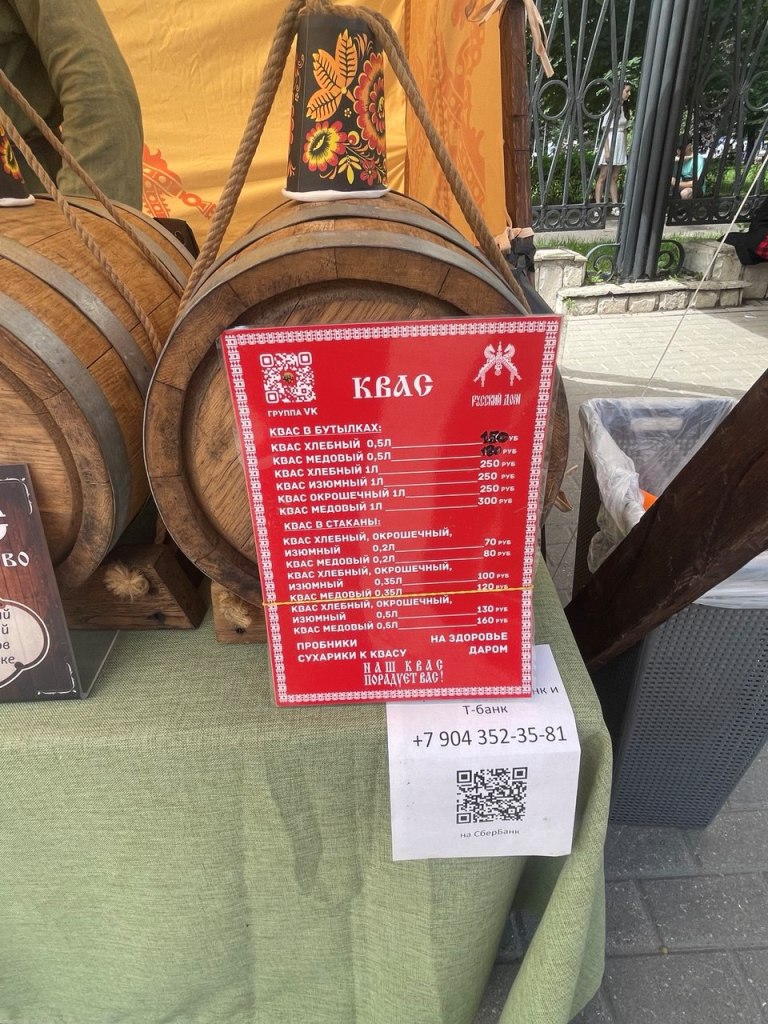 КВАС
ГРУППА VK
РУССКИЙ ДОМ
КВАС В БУТЫЛКАХ:
КВАС ХЛЕБНЫЙ 0,5Л 150 РУБ
КВАС МЕДОВЫЙ 0,5Л 180 РУБ
КВАС ХЛЕБНЫЙ 1Л 250 РУБ
КВАС ИЗЮМНЫЙ 1Л 250 РУБ
КВАС ОКРОШЕЧНЫЙ 1Л 250 РУБ
КВАС МЕДОВЫЙ 1Л 300 РУБ
КВАС В СТАКАНЫ:
КВАС ХЛЕБНЫЙ, ОКРОШЕЧНЫЙ,
ИЗЮМНЫЙ 0,2Л 70 РУБ
КВАС МЕДОВЫЙ 0,2Л 80 РУБ
КВАС ХЛЕБНЫЙ, ОКРОШЕЧНЫЙ,
ИЗЮМНЫЙ 0,35Л 100 РУБ
КВАС МЕДОВЫЙ 0,35Л 120 РУБ
КВАС ХЛЕБНЫЙ, ОКРОШЕЧНЫЙ,
ИЗЮМНЫЙ 0,5Л 130 РУБ
КВАС МЕДОВЫЙ 0,5Л 160 РУБ
ПРОБНИКИ НА ЗДОРОВЬЕ
СУХАРИКИ К КВАСУ ДАРОМ
НАШ КВАС
ПОРАДУЕТ ВАС!
и
Т-банк
+7 904 352-35-81
на СберБанк